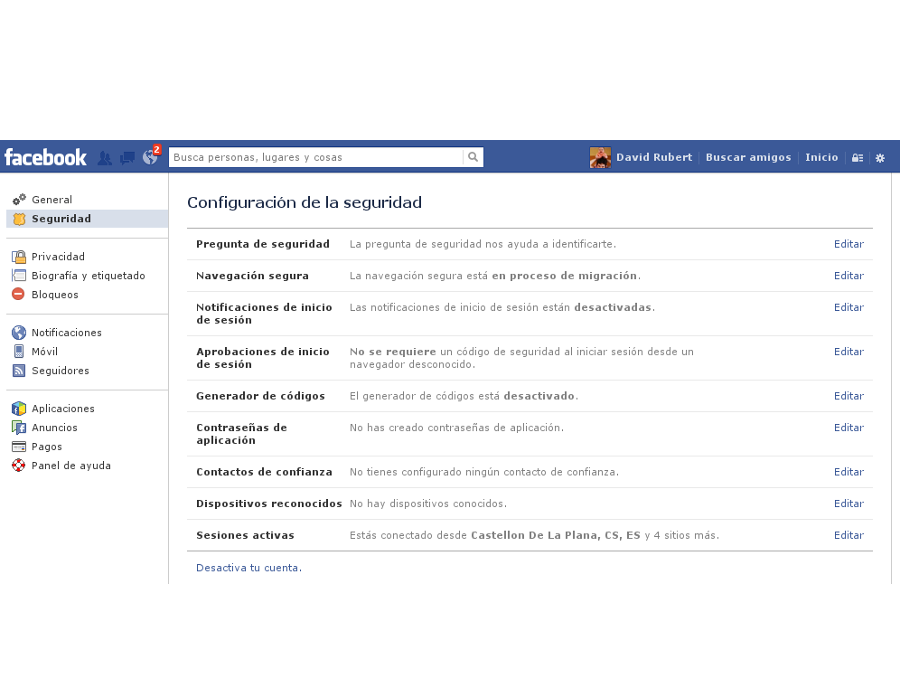 facebook
2
Busca personas, lugares y cosas
David Rubert
Buscar amigos
Inicio
General
Seguridad
Privacidad
Biografía y etiquetado
Bloqueos
Notificaciones
Móvil
Seguidores
Aplicaciones
Anuncios
Pagos
Panel de ayuda
Configuración de la seguridad
Pregunta de seguridad La pregunta de seguridad nos ayuda a identificarte. Editar
Navegación segura La navegación segura está en proceso de migración. Editar
Notificaciones de inicio Las notificaciones de inicio de sesión están desactivadas. Editar
de sesión
Aprobaciones de inicio No se requiere un código de seguridad al iniciar sesión desde un Editar
de sesión navegador desconocido.
Generador de códigos El generador de códigos está desactivado. Editar
Contraseñas de No has creado contraseñas de aplicación. Editar
aplicación
Contactos de confianza No tienes configurado ningún contacto de confianza. Editar
Dispositivos reconocidos No hay dispositivos conocidos. Editar
Sesiones activas Estás conectado desde Castellon De La Plana, CS, ES y 4 sitios más. Editar
Desactiva tu cuenta.